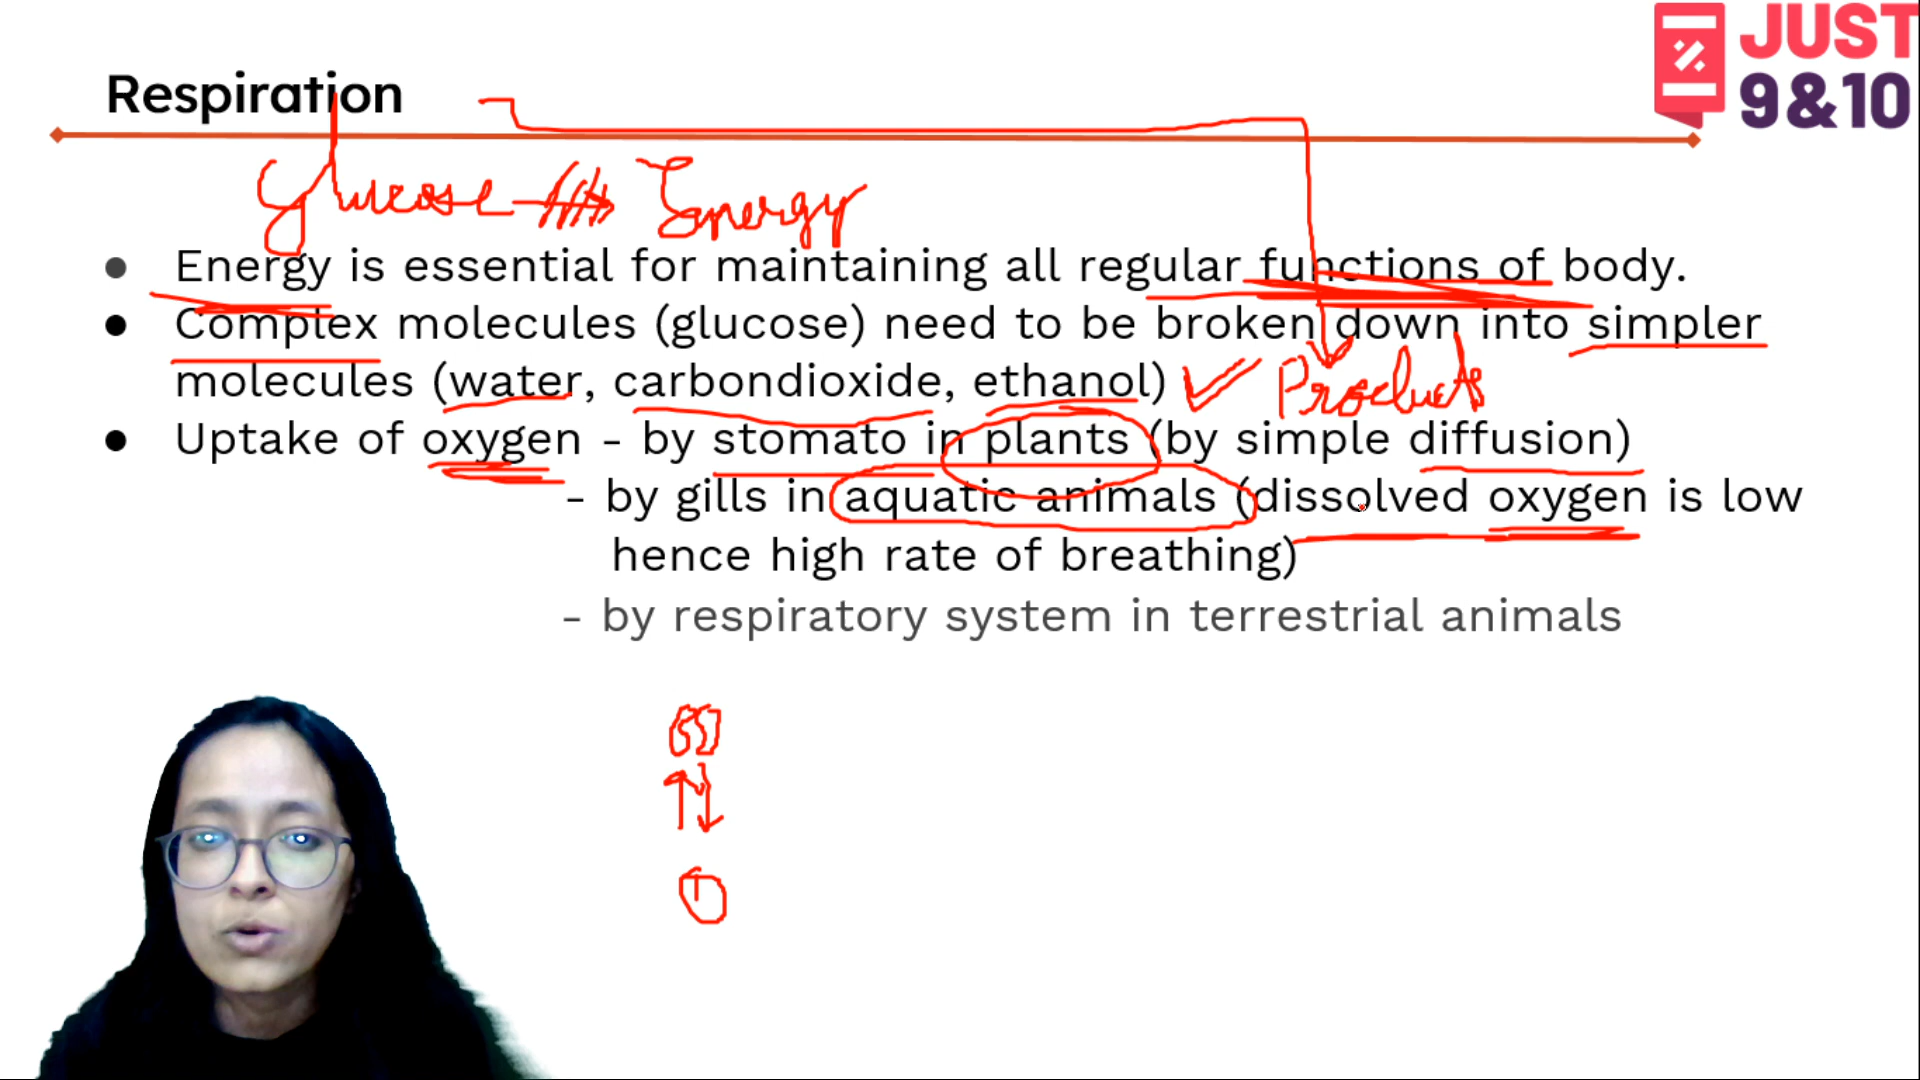 JUST
9&10
Respiration
Glucose Energy
● Energy is essential for maintaining all regular functions of body.
● Complex molecules (glucose) need to be broken down into simpler
molecules (water, carbondioxide, ethanol) Products
● Uptake of oxygen - by stomato in plants (by simple diffusion)
- by gills in aquatic animals (dissolved oxygen is low
hence high rate of breathing)
- by respiratory system in terrestrial animals